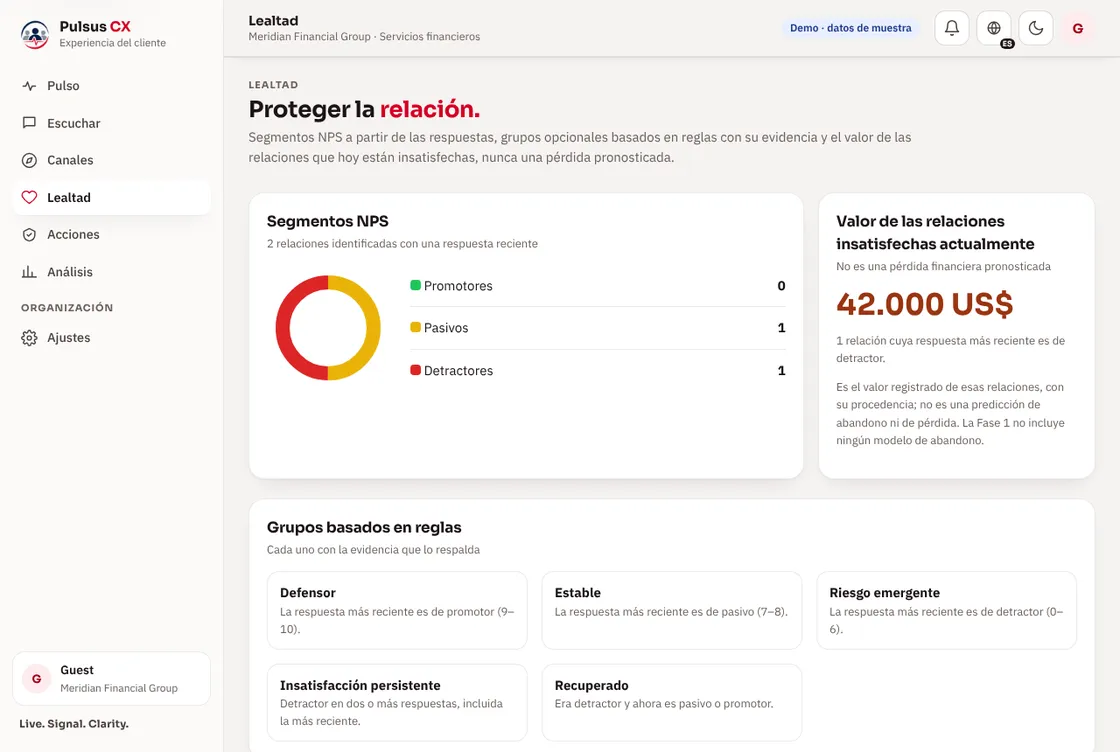 Pulsus CX
Experiencia del cliente
Pulso
Escuchar
Canales
Lealtad
Acciones
Análisis
ORGANIZACIÓN
Ajustes
G
Guest
Meridian Financial Group
Live. Signal. Clarity.
Lealtad
Meridian Financial Group · Servicios financieros
Demo · datos de muestra
ES
G
LEALTAD
Proteger la relación.
Segmentos NPS a partir de las respuestas, grupos opcionales basados en reglas con su evidencia y el valor de las
relaciones que hoy están insatisfechas, nunca una pérdida pronosticada.
Segmentos NPS
2 relaciones identificadas con una respuesta reciente
Promotores 0
Pasivos 1
Detractores 1
Valor de las relaciones
insatisfechas actualmente
No es una pérdida financiera pronosticada
42.000 US$
1 relación cuya respuesta más reciente es de
detractor.
Es el valor registrado de esas relaciones, con
su procedencia; no es una predicción de
abandono ni de pérdida. La Fase 1 no incluye
ningún modelo de abandono.
Grupos basados en reglas
Cada uno con la evidencia que lo respalda
Defensor
La respuesta más reciente es de promotor (9–
10).
Estable
La respuesta más reciente es de pasivo (7–8).
Riesgo emergente
La respuesta más reciente es de detractor (0–
6).
Insatisfacción persistente
Detractor en dos o más respuestas, incluida
la más reciente.
Recuperado
Era detractor y ahora es pasivo o promotor.